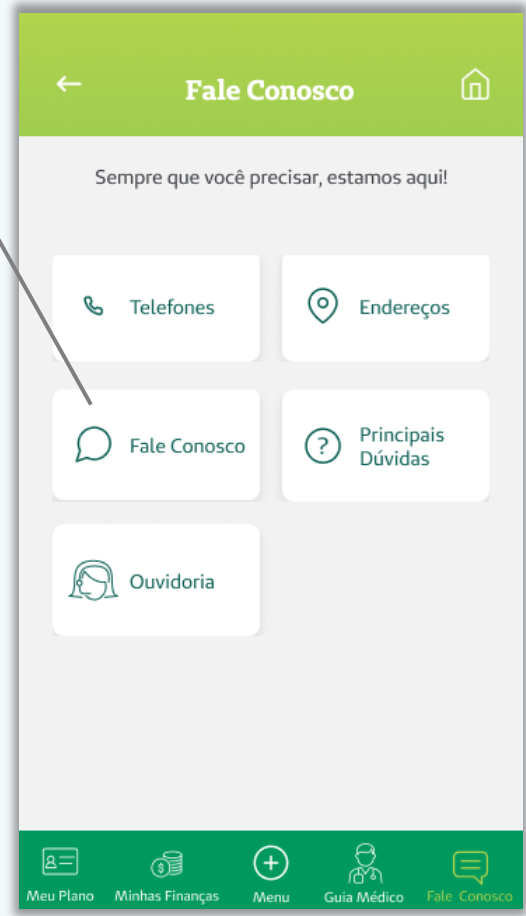 Fale Conosco
Sempre que você precisar, estamos aqui!
Telefones
Endereços
Fale Conosco
Principais
Dúvidas
Ouvidoria
Meu Plano
Minhas Finanças
Menu
Guia Médico
Fale Conosco